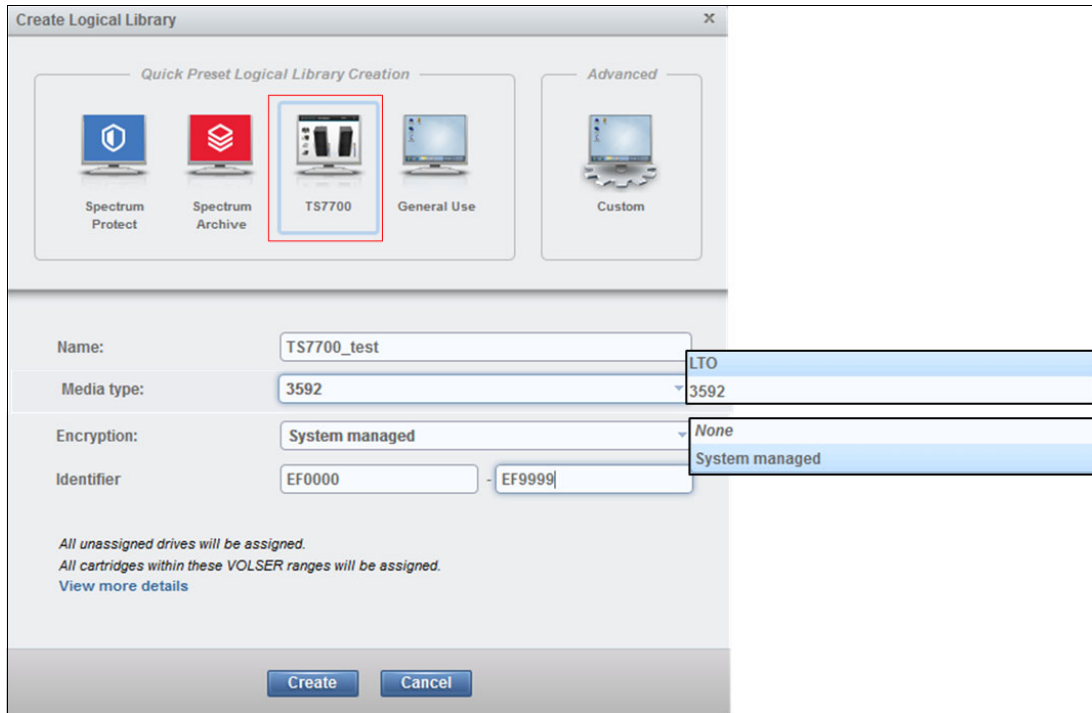 Create Logical Library x
Quick Preset Logical Library Creation
Advanced
Spectrum
Protect
Spectrum
Archive
TS7700
General Use
Custom
Name: TS7700_test
Media type: 3592
LTO
3592
Encryption: System managed
None
System managed
Identifier EF0000 - EF9999
All unassigned drives will be assigned.
All cartridges within these VOLSER ranges will be assigned.
View more details
Create Cancel